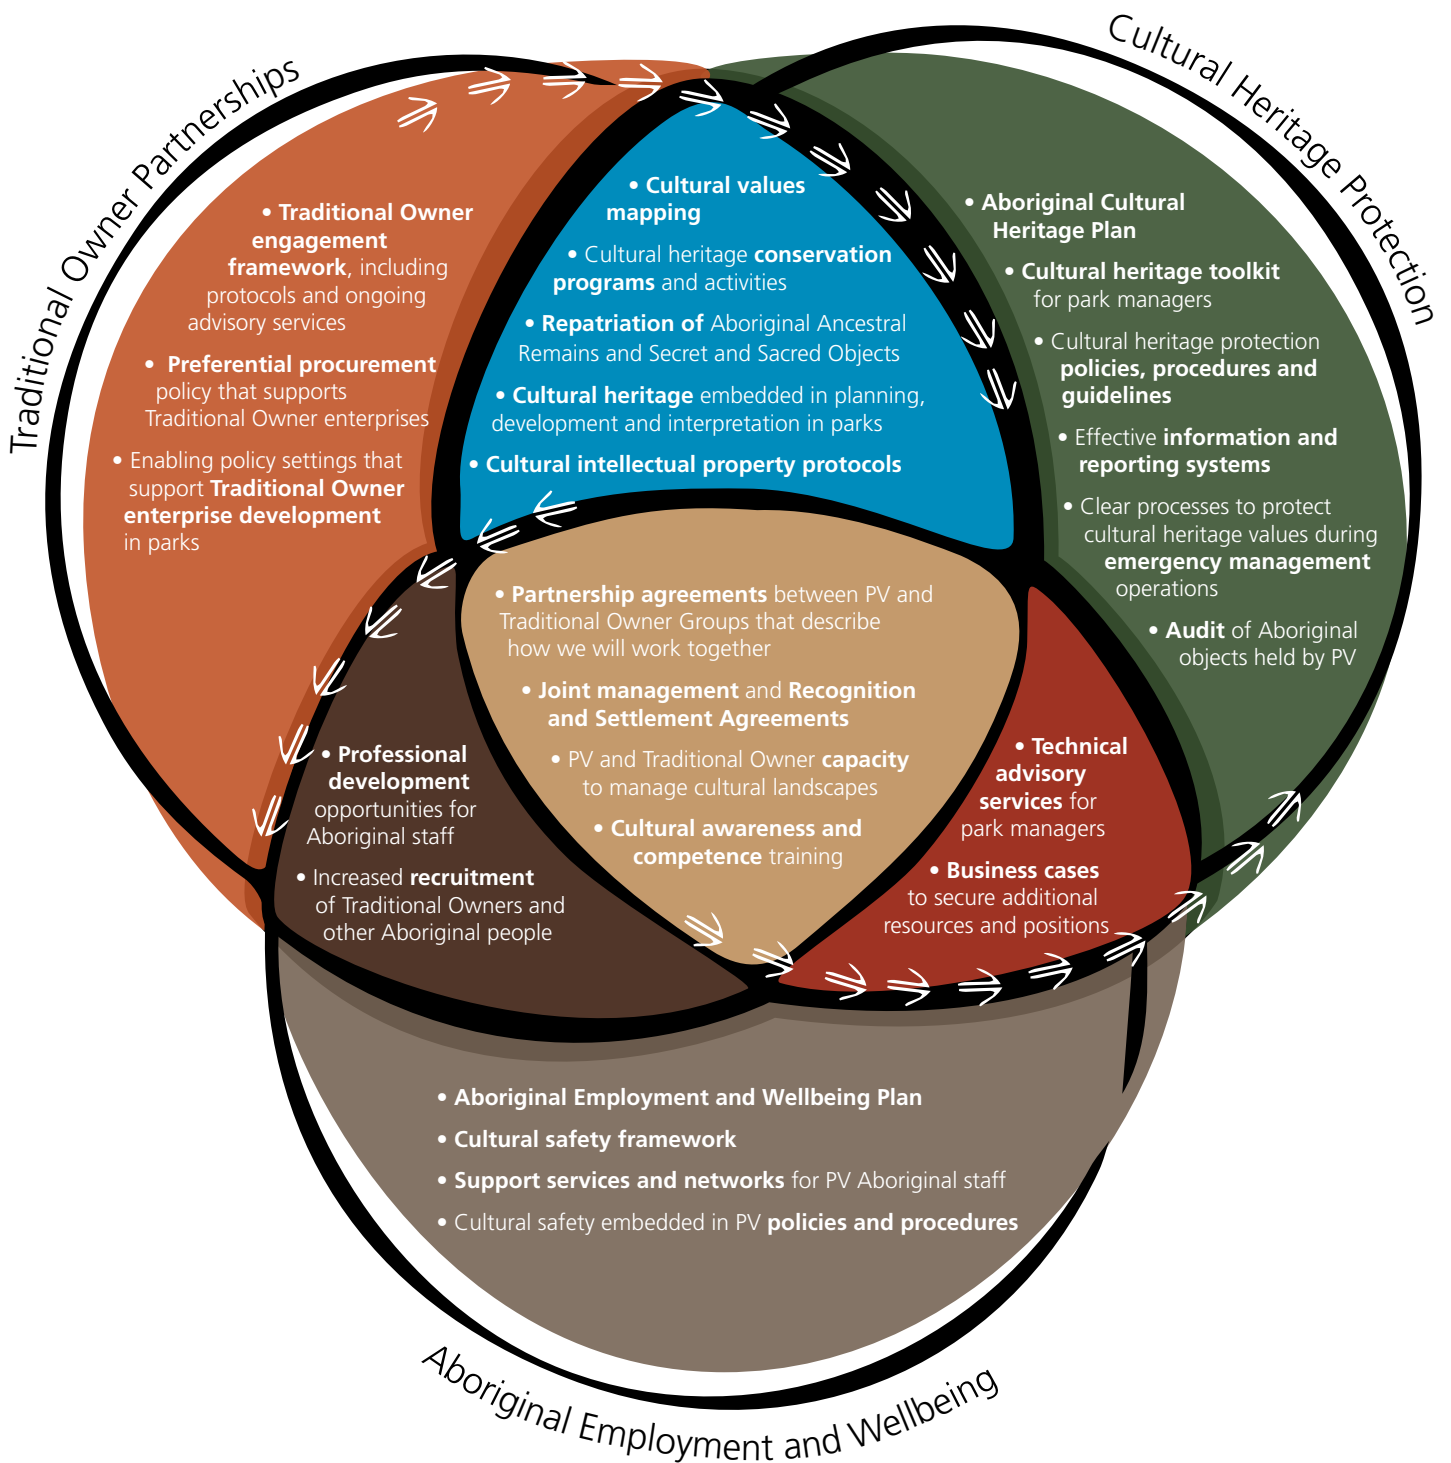 Traditional Owner Partnerships
• Traditional Owner
engagement
framework, including
protocols and ongoing
advisory services
• Preferential procurement
policy that supports
Traditional Owner enterprises
• Enabling policy settings that
support Traditional Owner
enterprise development
in parks
• Cultural values
mapping
• Cultural heritage conservation
programs and activities
• Repatriation of Aboriginal Ancestral
Remains and Secret and Sacred Objects
• Cultural heritage embedded in planning,
development and interpretation in parks
• Cultural intellectual property protocols
Cultural Heritage Protection
• Aboriginal Cultural
Heritage Plan
• Cultural heritage toolkit
for park managers
• Cultural heritage protection
policies, procedures and
guidelines
• Effective information and
reporting systems
• Clear processes to protect
cultural heritage values during
emergency management
operations
• Audit of Aboriginal
objects held by PV
• Partnership agreements between PV and
Traditional Owner Groups that describe
how we will work together
• Joint management and Recognition
and Settlement Agreements
• PV and Traditional Owner capacity
to manage cultural landscapes
• Cultural awareness and
competence training
• Professional
development
opportunities for
Aboriginal staff
• Increased recruitment
of Traditional Owners and
other Aboriginal people
• Technical
advisory
services for
park managers
• Business cases
to secure additional
resources and positions
• Aboriginal Employment and Wellbeing Plan
• Cultural safety framework
• Support services and networks for PV Aboriginal staff
• Cultural safety embedded in PV policies and procedures
Aboriginal Employment and Wellbeing